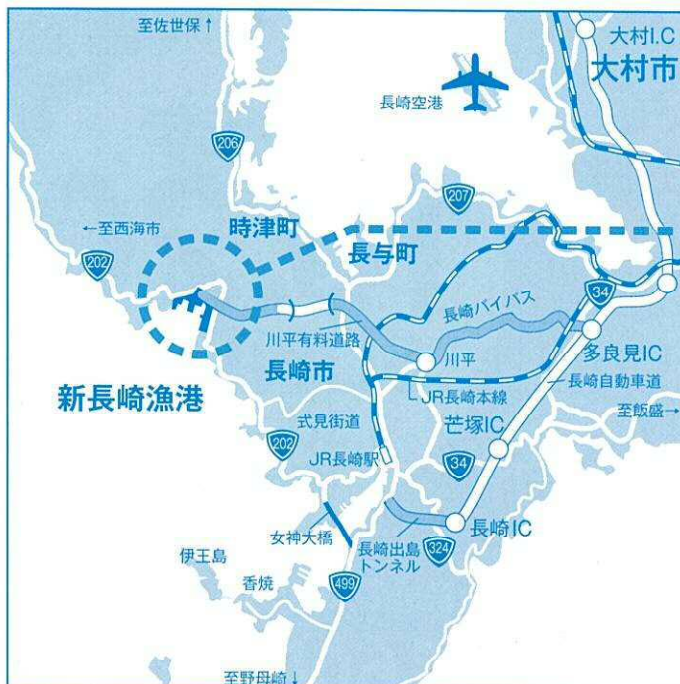 至佐世保↑
大村I.C
大村市
長崎空港
206
207
←至西海市
時津町
202
長与町
34
長崎バイパス
川平有料道路
川平
多良見IC
長崎市
長崎自動車道
新長崎漁港
JR長崎本線
至飯盛→
式見街道
芒塚IC
202
JR長崎駅
34
長崎IC
女神大橋
長崎出島
トンネル
324
伊王島
香焼
499
至野母崎↓